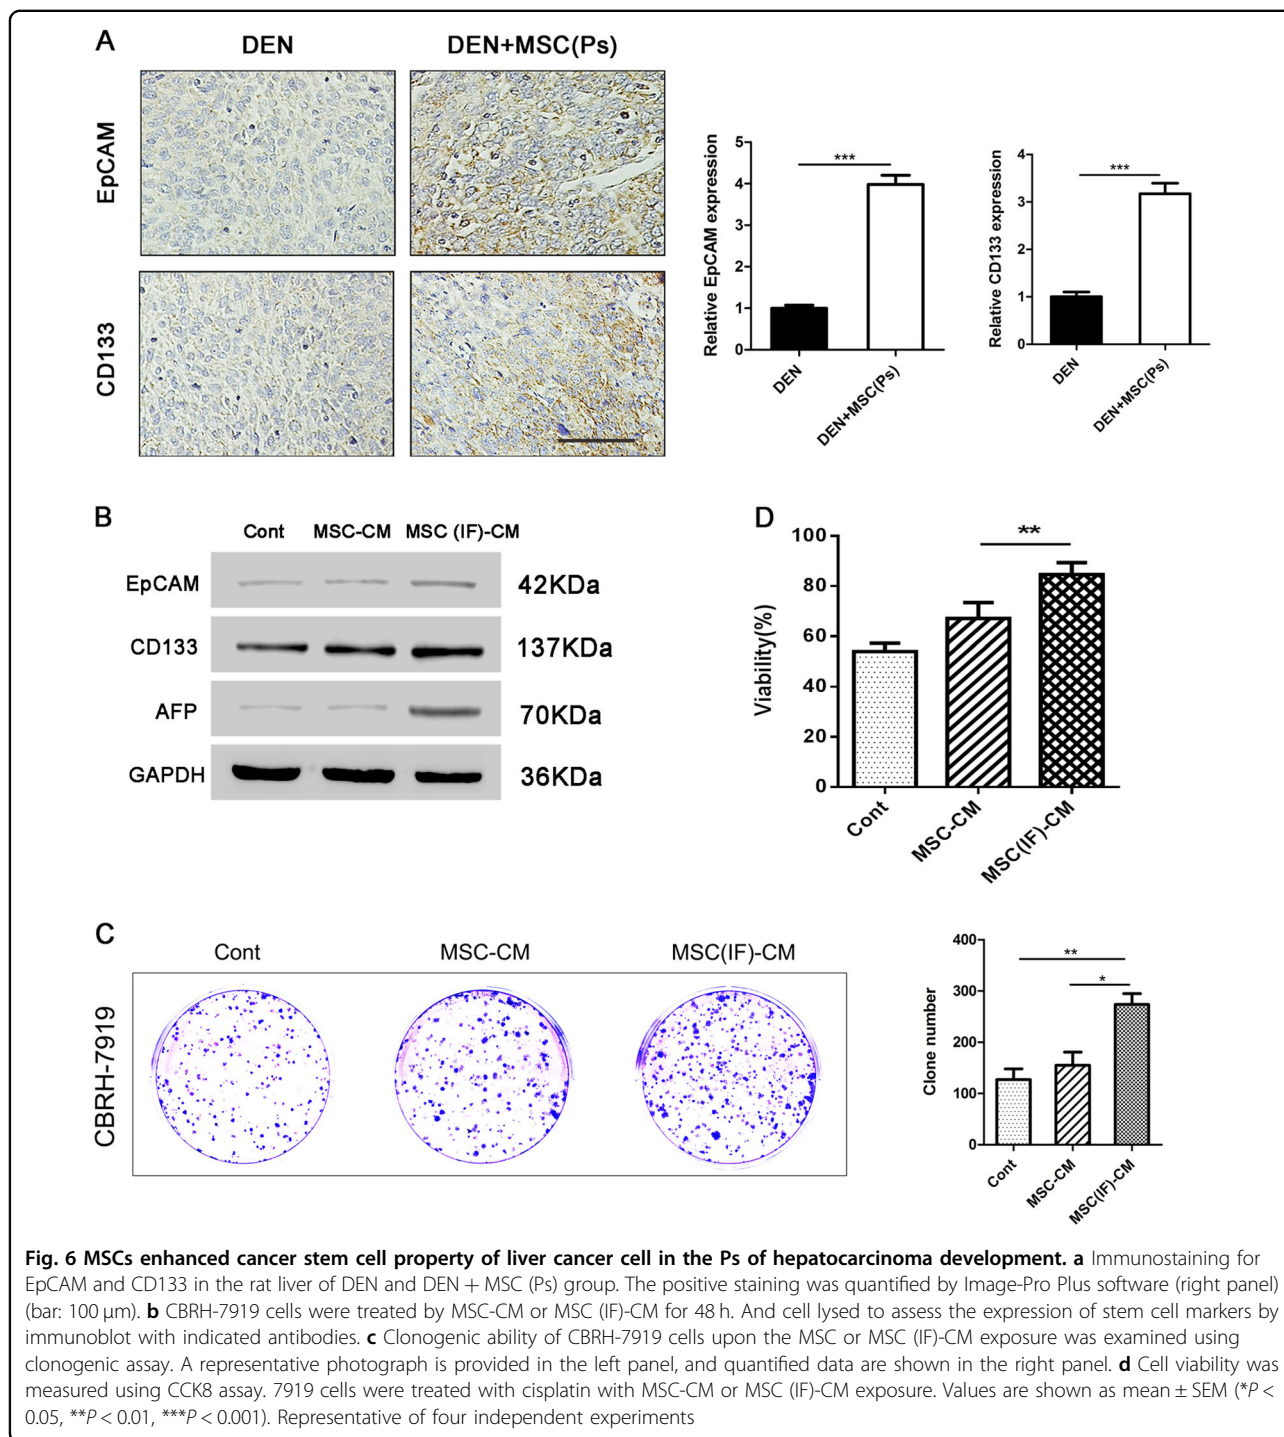 A
DEN
DEN+MSC(Ps)
EpCAM
CD133
Relative EpCAM expression
5
4
3
2
1
0
***
DEN
DEN+MSC(Ps)
Relative CD133 expression
4
3
2
1
0
***
DEN
DEN+MSC(Ps)
B
Cont MSC-CM MSC (IF)-CM
EpCAM 42KDa
CD133 137KDa
AFP 70KDa
GAPDH 36KDa
D
Viability(%)
100
80
60
40
20
0
**
Cont
MSC-CM
MSC(IF)-CM
C
Cont MSC-CM MSC(IF)-CM
CBRH-7919
Clone number
400
300
200
100
0
**
*
Cont
MSC-CM
MSC(IF)-CM
Fig. 6 MSCs enhanced cancer stem cell property of liver cancer cell in the Ps of hepatocarcinoma development. a Immunostaining for
EpCAM and CD133 in the rat liver of DEN and DEN + MSC (Ps) group. The positive staining was quantified by Image-Pro Plus software (right panel)
(bar: 100 μm). b CBRH-7919 cells were treated by MSC-CM or MSC (IF)-CM for 48 h. And cell lysed to assess the expression of stem cell markers by
immunoblot with indicated antibodies. c Clonogenic ability of CBRH-7919 cells upon the MSC or MSC (IF)-CM exposure was examined using
clonogenic assay. A representative photograph is provided in the left panel, and quantified data are shown in the right panel. d Cell viability was
measured using CCK8 assay. 7919 cells were treated with cisplatin with MSC-CM or MSC (IF)-CM exposure. Values are shown as mean ± SEM (*P <
0.05, **P < 0.01, ***P < 0.001). Representative of four independent experiments